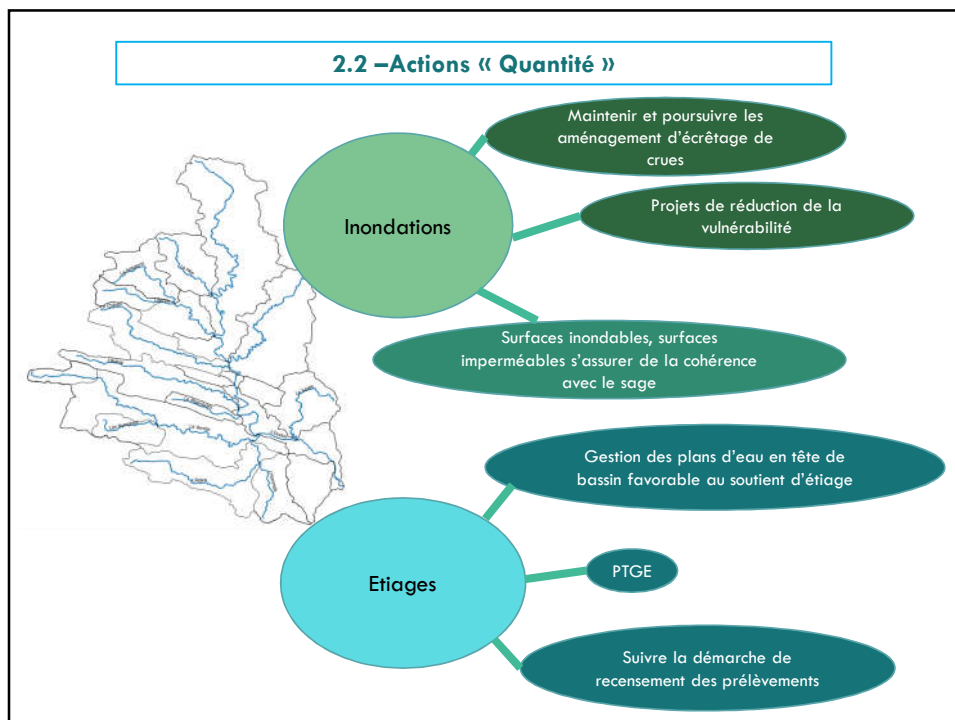 2.2 –Actions « Quantité »
Maintenir et poursuivre les
aménagement d'écrêtage de
crues
Inondations
Projets de réduction de la
vulnérabilité
Surfaces inondables, surfaces
imperméables s'assurer de la cohérence
avec le sage
Gestion des plans d'eau en tête de
bassin favorable au soutient d'étiage
Etiages
PTGE
Suivre la démarche de
recensement des prélèvements